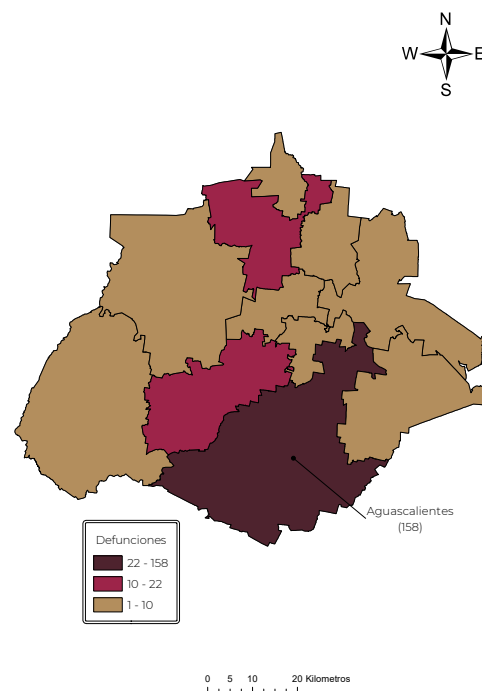 N
W E
S
Aguascalientes
(158)
Defunciones
22 - 158
10 - 22
1 - 10
0 5 10 20 Kilometros